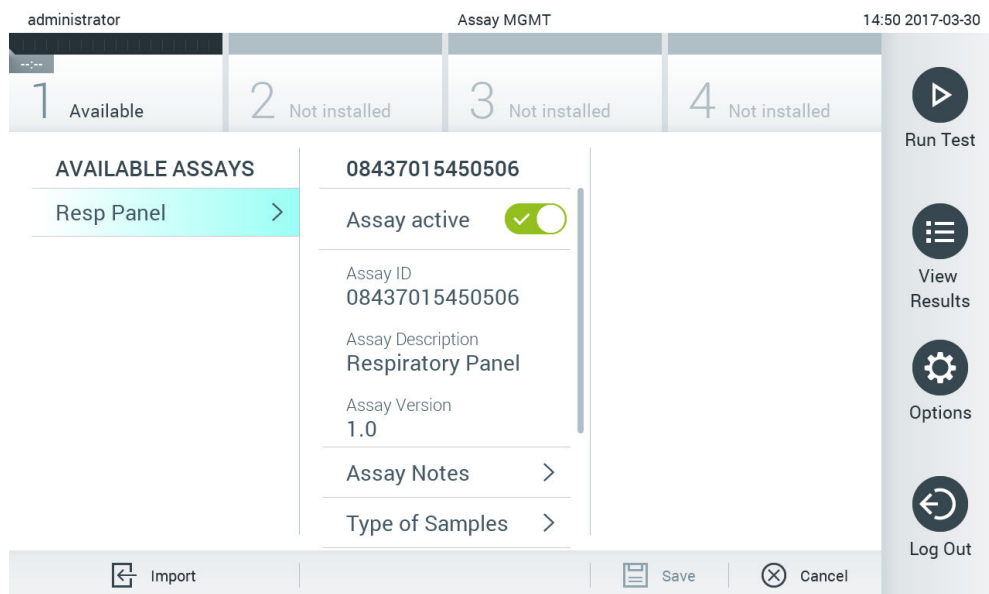 administrator
Assay MGMT
14:50 2017-03-30
--:--
1 Available
2 Not installed
3 Not installed
4 Not installed
Run Test
View
Results
Options
Log Out
AVAILABLE ASSAYS
Resp Panel
08437015450506
Assay active
Assay ID
08437015450506
Assay Description
Respiratory Panel
Assay Version
1.0
Assay Notes
Type of Samples
Import
Save
Cancel